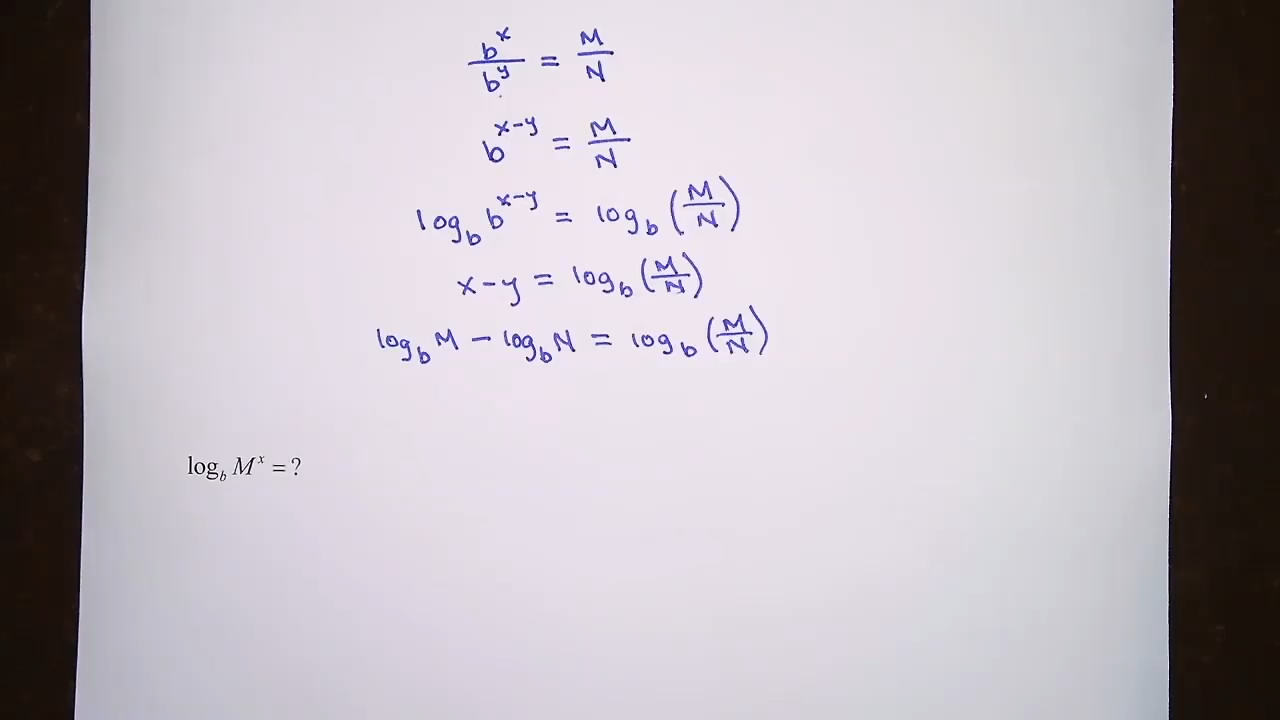 b^x / b^y = M/N
b^(x-y) = M/N
log_b b^(x-y) = log_b (M/N)
x-y = log_b (M/N)
log_b M - log_b N = log_b (M/N)
log_b M^x = ?